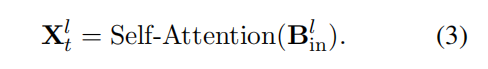 X_t^l = Self-Attention(B_in^l). (3)